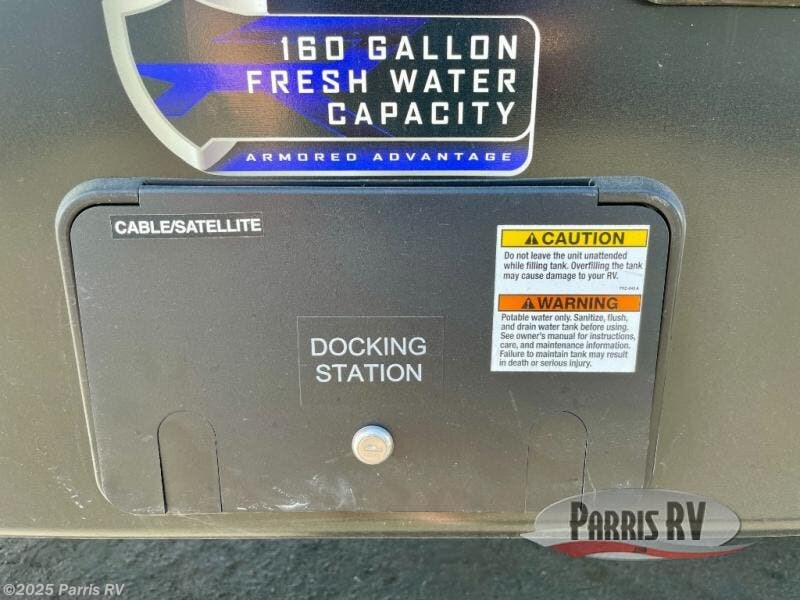 160 GALLON
FRESH WATER
CAPACITY
ARMORED ADVANTAGE
CABLE/SATELLITE
CAUTION
Do not leave the unit unattended
while filling tank. Overfilling the tank
may cause damage to your RV.
WARNING
Potable water only. Sanitize, flush,
and drain water tank before using.
See owner's manual for instructions,
care, and maintenance information.
Failure to maintain tank may result
in death or serious injury.
DOCKING
STATION
PARRIS RV
©2025 Parris RV